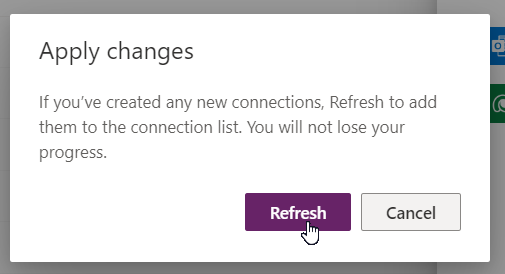 Apply changes
If you've created any new connections, Refresh to add
them to the connection list. You will not lose your
progress.
Refresh
Cancel